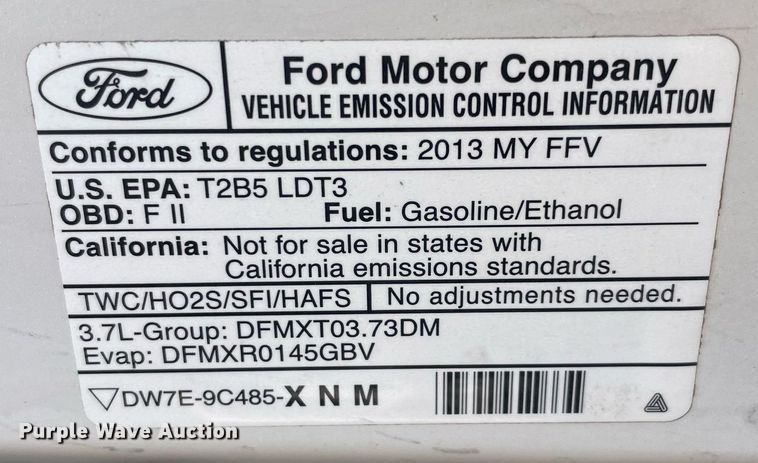 Ford
Ford Motor Company
VEHICLE EMISSION CONTROL INFORMATION
Conforms to regulations: 2013 MY FFV
U.S. EPA: T2B5 LDT3
OBD: F II Fuel: Gasoline/Ethanol
California: Not for sale in states with
California emissions standards.
TWC/HO2S/SFI/HAFS No adjustments needed.
3.7L-Group: DFMXT03.73DM
Evap: DFMXR0145GBV
DW7E-9C485-X N M
Purple Wave Auction